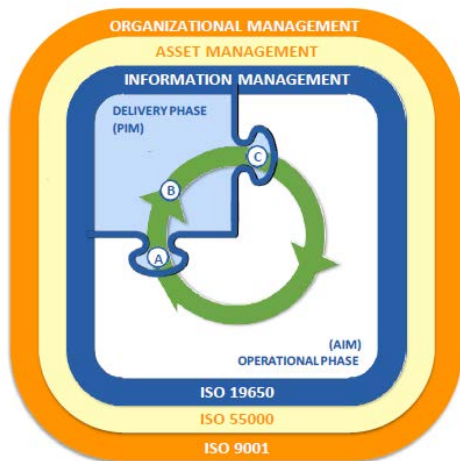 ORGANIZATIONAL MANAGEMENT
ASSET MANAGEMENT
INFORMATION MANAGEMENT
DELIVERY PHASE
(PIM)
C
B
A
(AIM)
OPERATIONAL PHASE
ISO 19650
ISO 55000
ISO 9001